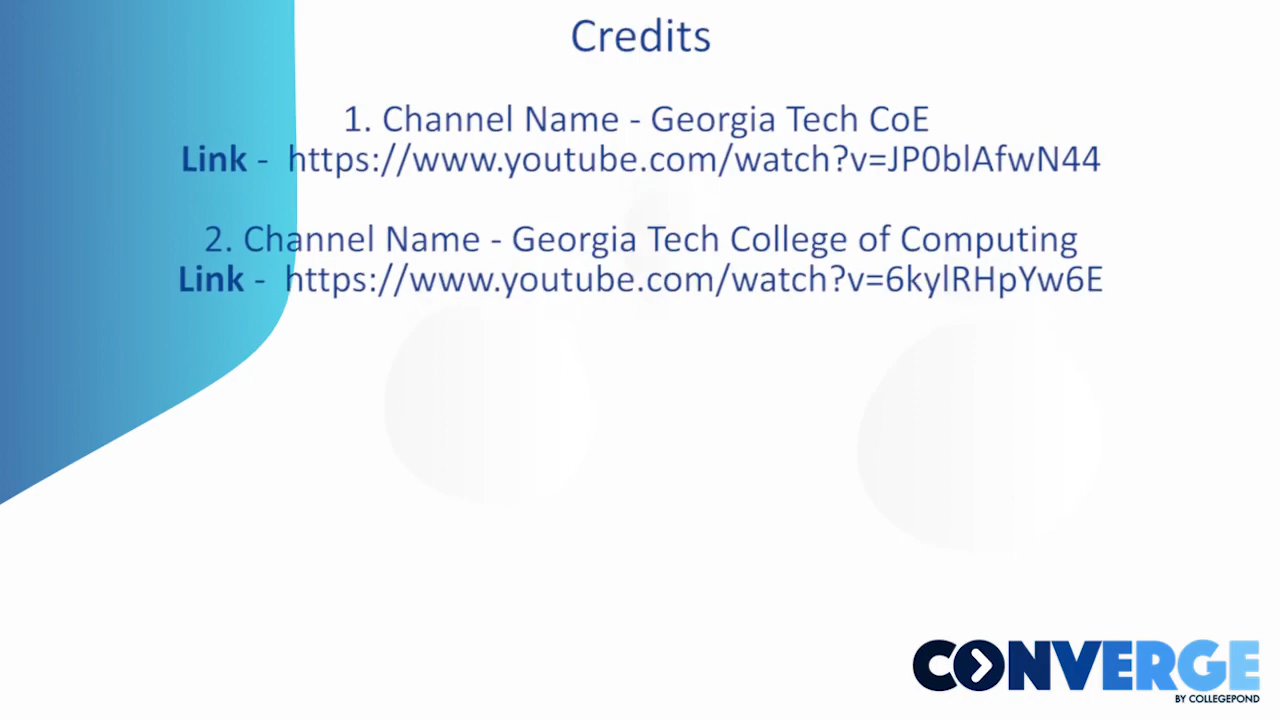 Credits
1. Channel Name - Georgia Tech CoE
Link - https://www.youtube.com/watch?v=JP0blAfwN44
2. Channel Name - Georgia Tech College of Computing
Link - https://www.youtube.com/watch?v=6kylRHpYw6E
CONVERGE
BY COLLEGEPOND